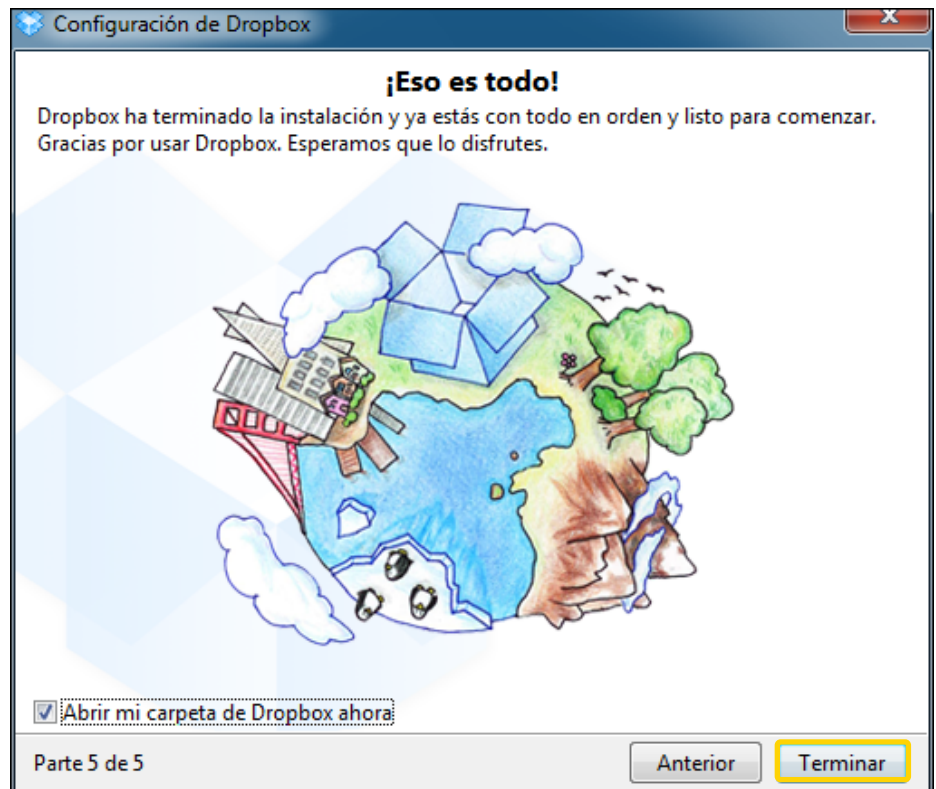 Configuración de Dropbox
¡Eso es todo!
Dropbox ha terminado la instalación y ya estás con todo en orden y listo para comenzar.
Gracias por usar Dropbox. Esperamos que lo disfrutes.
Abrir mi carpeta de Dropbox ahora
Parte 5 de 5
Anterior
Terminar